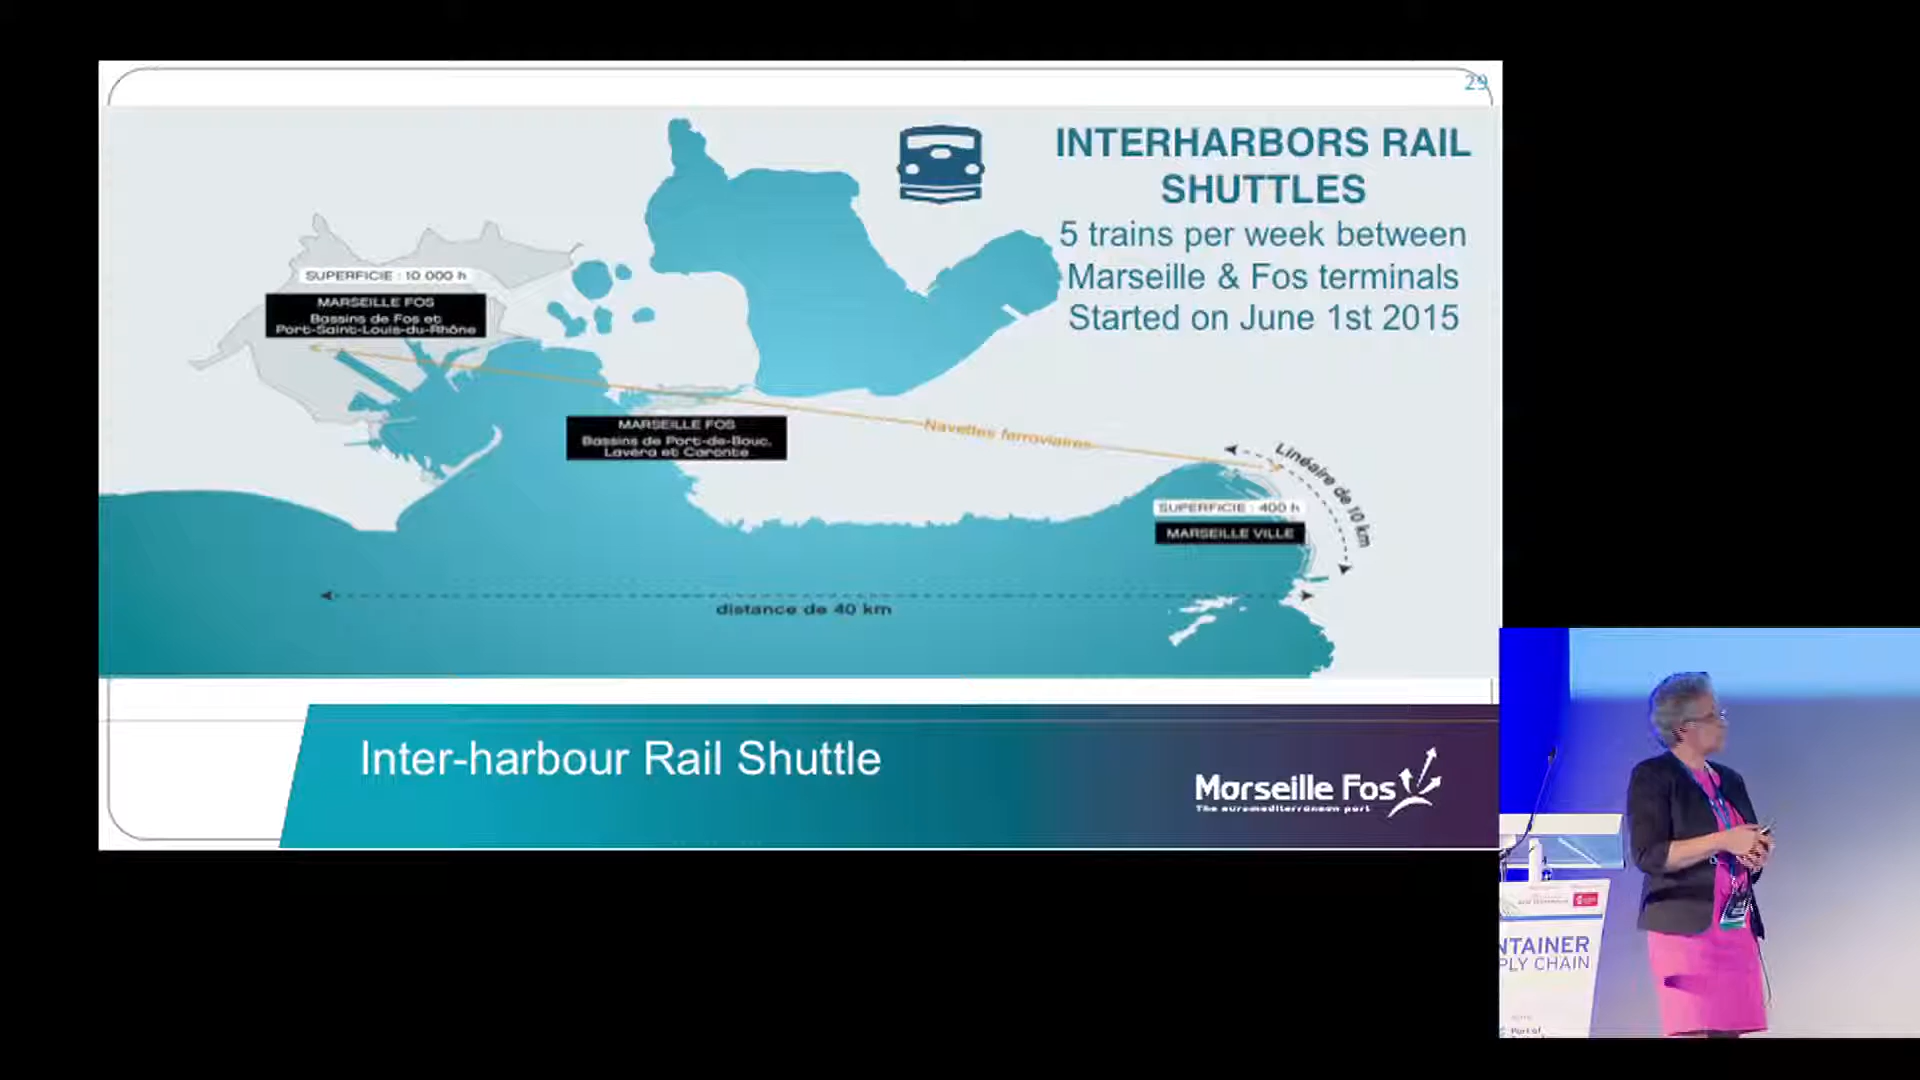 29
INTERHARBORS RAIL
SHUTTLES
5 trains per week between
Marseille & Fos terminals
Started on June 1st 2015
SUPERFICIE : 10 000 h
MARSEILLE FOS
Bassins de Fos et
Port-Saint-Louis-du-Rhône
MARSEILLE FOS
Bassins de Port-de-Bouc,
Lavéra et Caronte
Navettes ferroviaires
Linéaire de 10 km
SUPERFICIE : 400 h
MARSEILLE VILLE
distance de 40 km
Inter-harbour Rail Shuttle
Marseille Fos
The euromediterranean port
NTAINER
PLY CHAIN
Port of